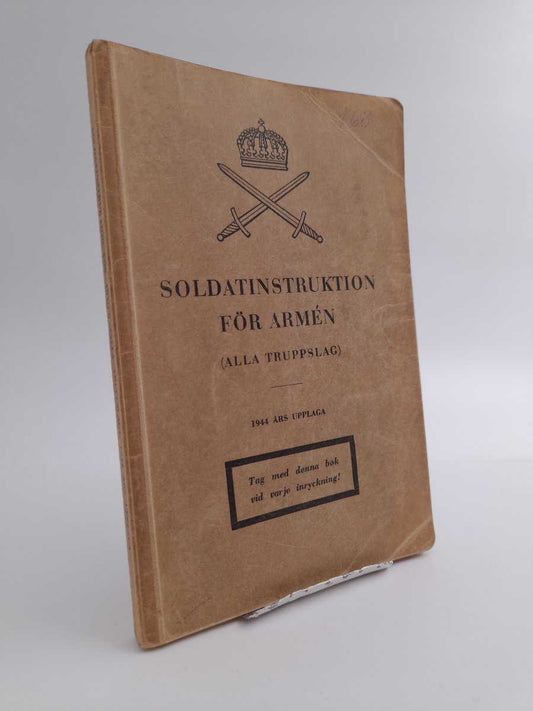 SOLDATINSTRUKTION
FÖR ARMÉN
(ALLA TRUPPSLAG)
1944 ÅRS UPPLAGA
Tag med denna bok
vid varje inryckning!